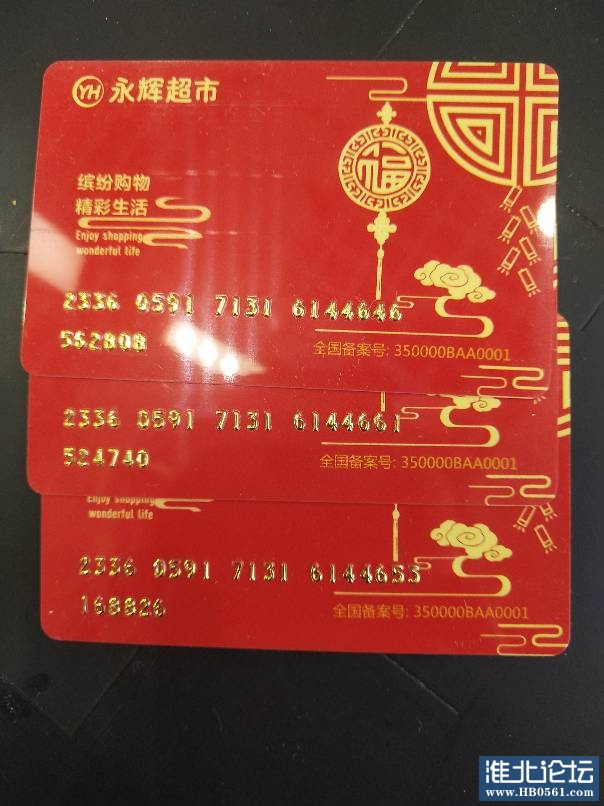 YH 永辉超市
福
缤纷购物
精彩生活
Enjoy shopping
wonderful life
2336 0591 7131 6144646
562808
全国备案号: 350000BAA0001
2336 0591 7131 6144661
524740
全国备案号: 350000BAA0001
Enjoy shopping
wonderful life
2336 0591 7131 6144653
168826
全国备案号: 350000BAA0001
淮北论坛
www.HB0561.com